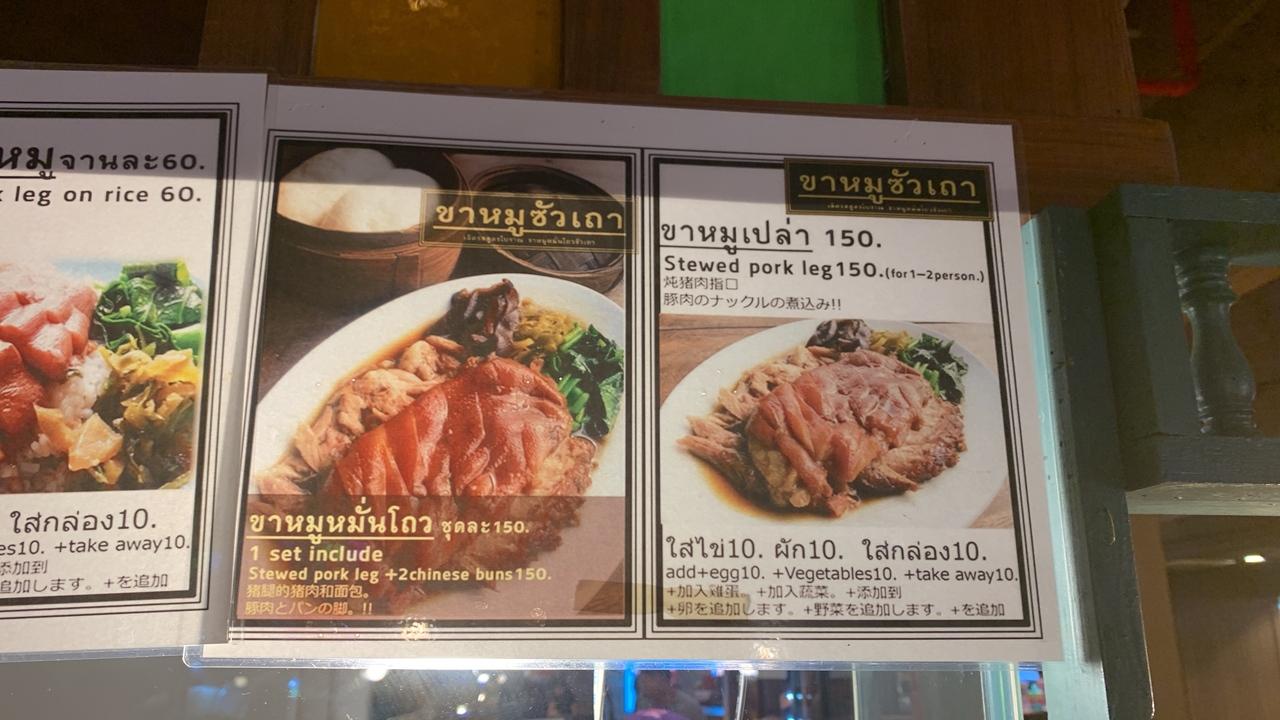 หมู จานละ60.
leg on rice 60.
ใส่กล่อง10.
es10. +take away10.
添加到
追加します。+を追加
ขาหมูซัวเถา
ขาหมูหมั่นโถว ชุดละ150.
1 set include
Stewed pork leg +2chinese buns150.
猪腿的猪肉和面包。
豚肉とパンの脚。!!
ขาหมูซัวเถา
ขาหมูเปล่า 150.
Stewed pork leg150.(for1-2person.)
炖猪肉指□
豚肉のナックルの煮込み!!
ใส่ไข่10. ผัก10. ใส่กล่อง10.
add+egg10. +Vegetables10. +take away10.
+加入雞蛋。+加入蔬菜。+添加到
+卵を追加します。+野菜を追加します。+を追加